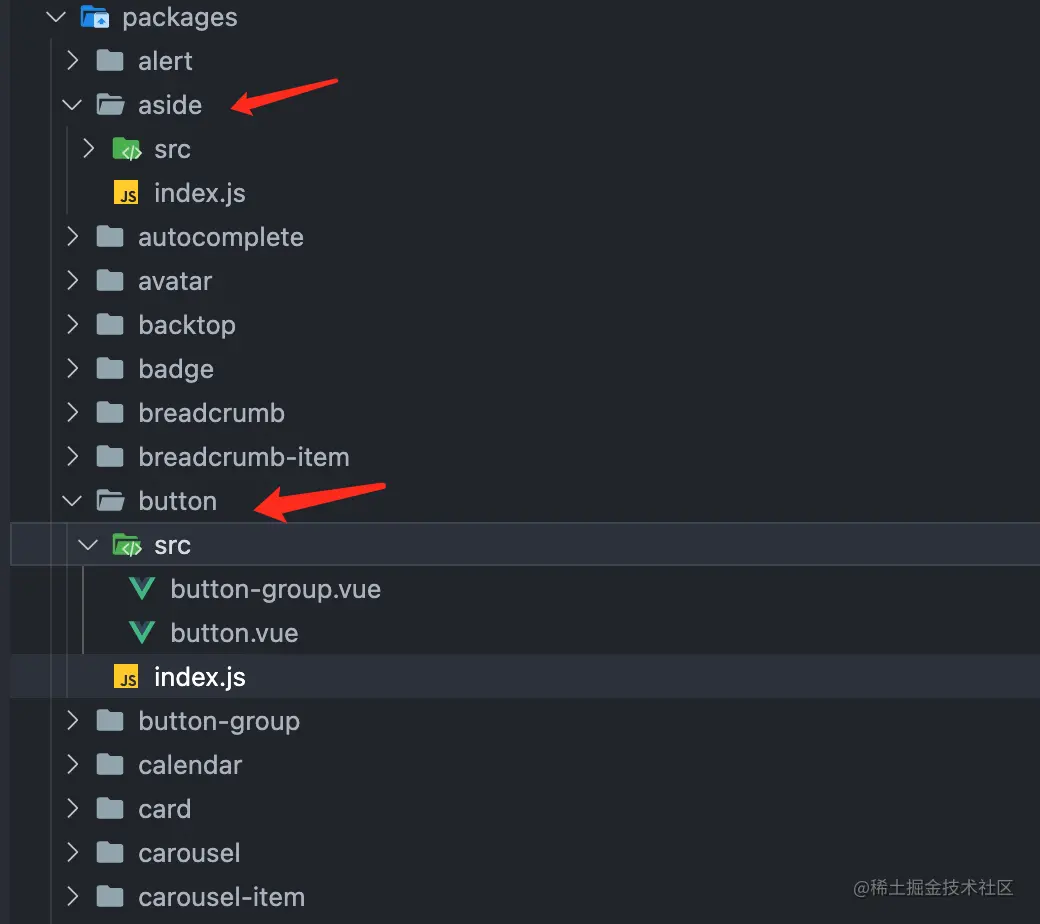 packages
alert
aside
src
JS index.js
autocomplete
avatar
backtop
badge
breadcrumb
breadcrumb-item
button
src
button-group.vue
button.vue
JS index.js
button-group
calendar
card
carousel
carousel-item
@稀土掘金技术社区